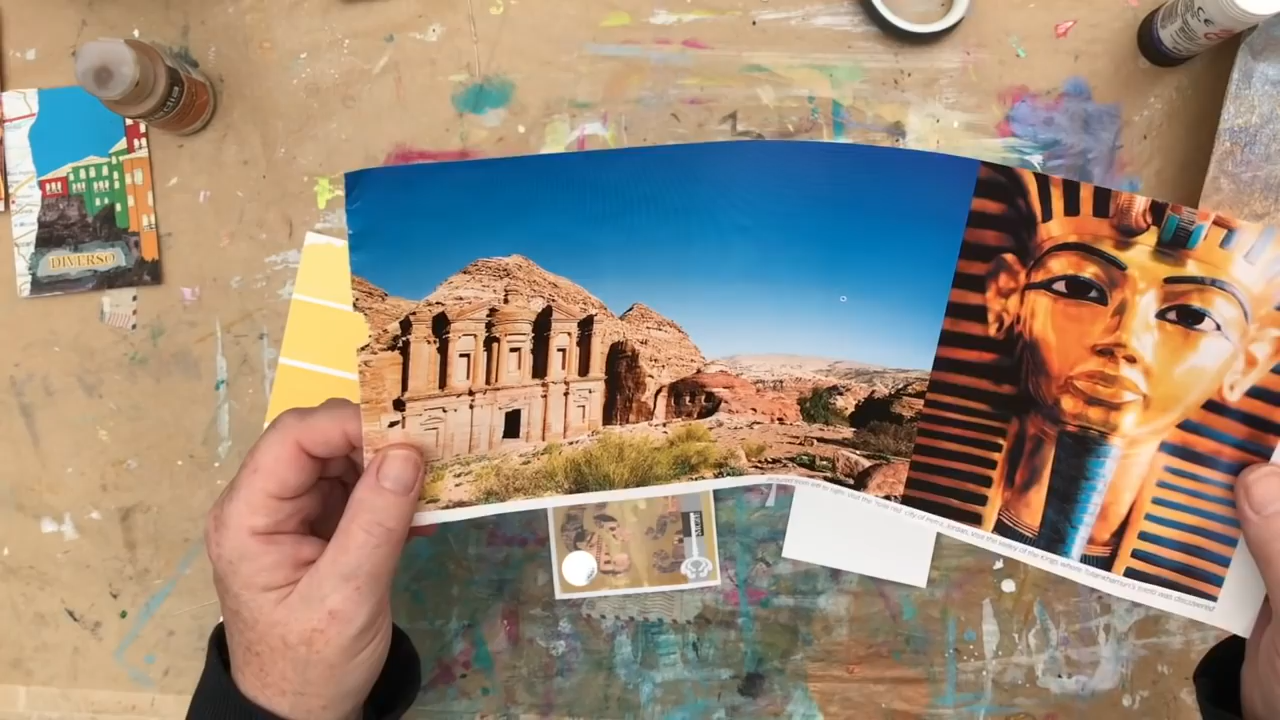 DIVERSO
pictured from left to right: Visit the 'rose red' city of Petra, Jordan. Visit the valley of the Kings where Tutankhamun's tomb was discovered